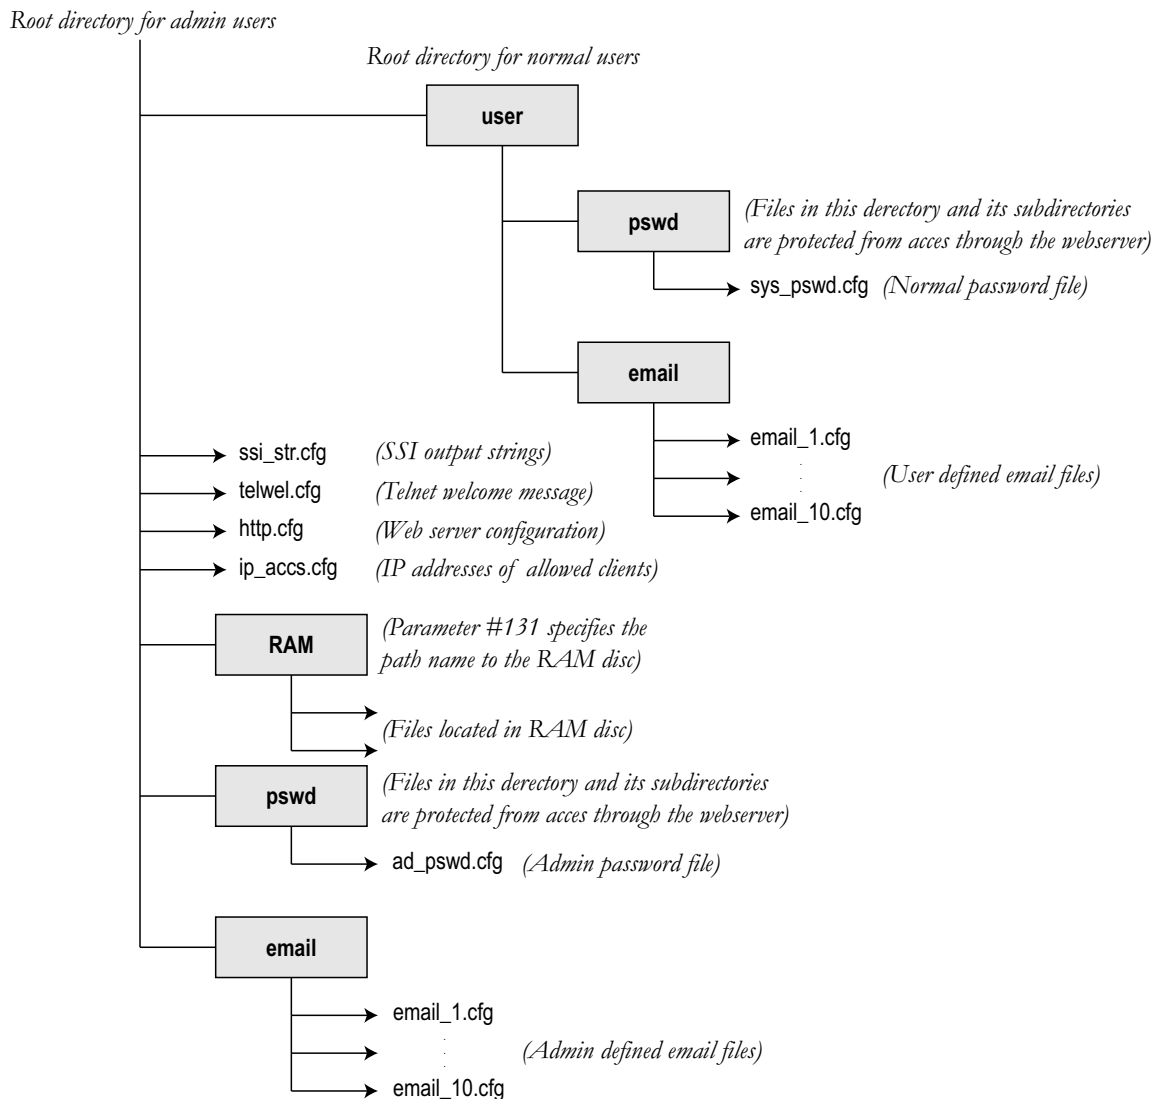 Root directory for admin users
Root directory for normal users
user
pswd
(Files in this derectory and its subdirectories
are protected from acces through the webserver)
sys_pswd.cfg (Normal password file)
email
email_1.cfg
(User defined email files)
email_10.cfg
ssi_str.cfg (SSI output strings)
telwel.cfg (Telnet welcome message)
http.cfg (Web server configuration)
ip_accs.cfg (IP addresses of allowed clients)
RAM
(Parameter #131 specifies the
path name to the RAM disc)
(Files located in RAM disc)
pswd
(Files in this derectory and its subdirectories
are protected from acces through the webserver)
ad_pswd.cfg (Admin password file)
email
email_1.cfg
(Admin defined email files)
email_10.cfg